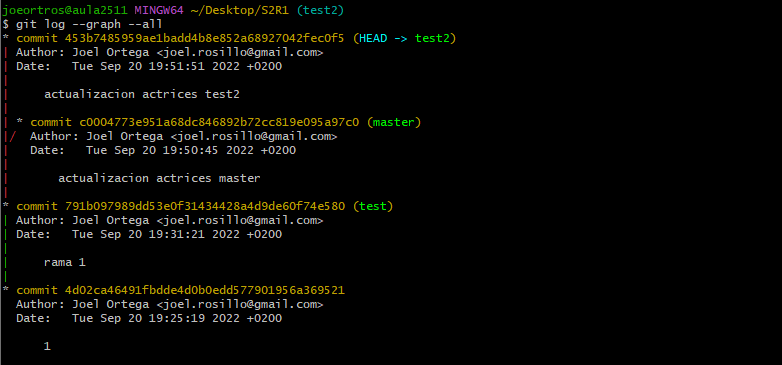 joeortros@aula2511 MINGW64 ~/Desktop/S2R1 (test2)
$ git log --graph --all
* commit 453b7485959ae1badd4b8e852a68927042fec0f5 (HEAD -> test2)
| Author: Joel Ortega <joel.rosillo@gmail.com>
| Date:   Tue Sep 20 19:51:51 2022 +0200
|
|     actualizacion actrices test2
|
| * commit c0004773e951a68dc846892b72cc819e095a97c0 (master)
|/  Author: Joel Ortega <joel.rosillo@gmail.com>
|   Date:   Tue Sep 20 19:50:45 2022 +0200
|
|       actualizacion actrices master
|
* commit 791b097989dd53e0f31434428a4d9de60f74e580 (test)
| Author: Joel Ortega <joel.rosillo@gmail.com>
| Date:   Tue Sep 20 19:31:21 2022 +0200
|
|     rama 1
|
* commit 4d02ca46491fbdde4d0b0edd577901956a369521
  Author: Joel Ortega <joel.rosillo@gmail.com>
  Date:   Tue Sep 20 19:25:19 2022 +0200

      1